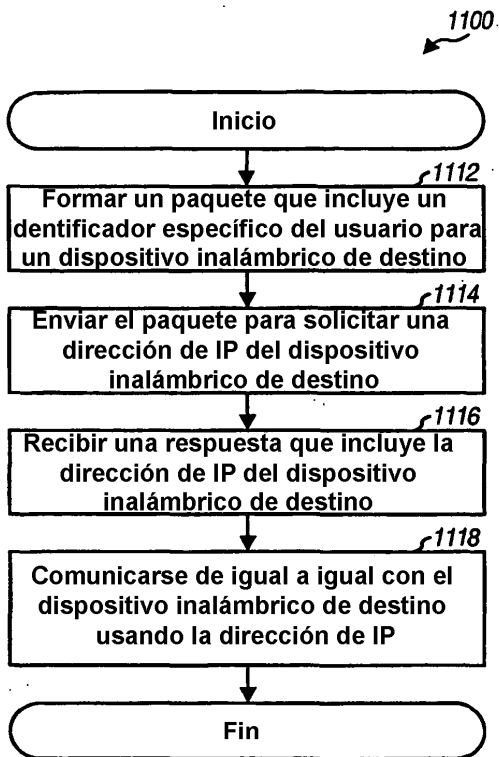 1100
Inicio
1112
Formar un paquete que incluye un
dentificador específico del usuario para
un dispositivo inalámbrico de destino
1114
Enviar el paquete para solicitar una
dirección de IP del dispositivo
inalámbrico de destino
1116
Recibir una respuesta que incluye la
dirección de IP del dispositivo
inalámbrico de destino
1118
Comunicarse de igual a igual con el
dispositivo inalámbrico de destino
usando la dirección de IP
Fin